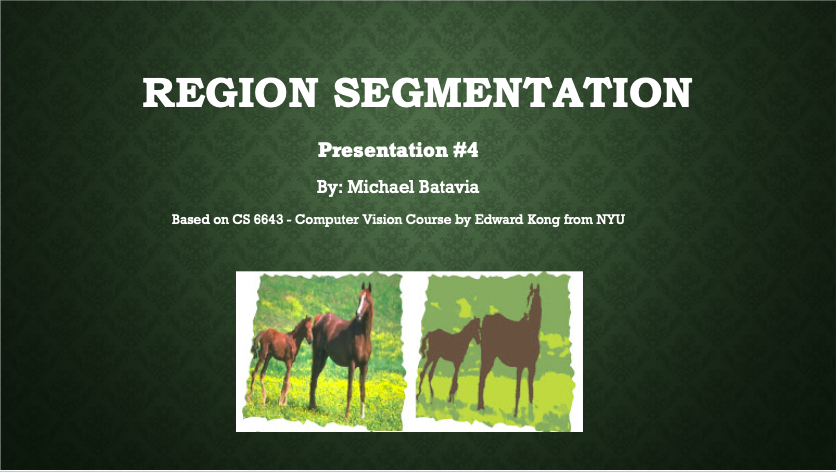 REGION SEGMENTATION
Presentation #4
By: Michael Batavia
Based on CS 6643 - Computer Vision Course by Edward Kong from NYU